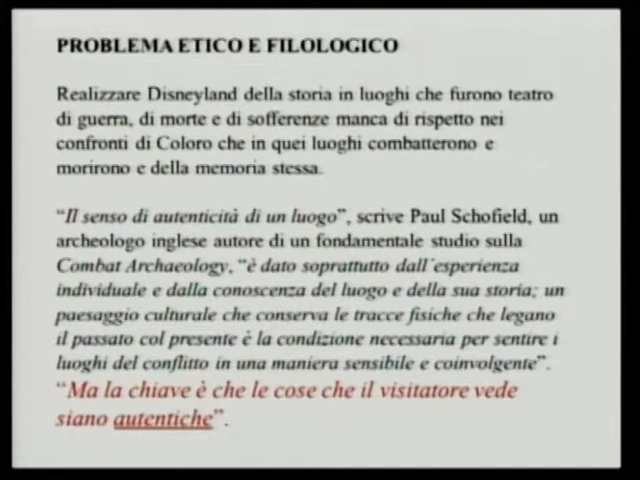 PROBLEMA ETICO E FILOLOGICO
Realizzare Disneyland della storia in luoghi che furono teatro
di guerra, di morte e di sofferenze manca di rispetto nei
confronti di Coloro che in quei luoghi combatterono e
morirono e della memoria stessa.
“Il senso di autenticità di un luogo”, scrive Paul Schofield, un
archeologo inglese autore di un fondamentale studio sulla
Combat Archaeology, “è dato soprattutto dall´esperienza
individuale e dalla conoscenza del luogo e della sua storia; un
paesaggio culturale che conserva le tracce fisiche che legano
il passato col presente è la condizione necessaria per sentire i
luoghi del conflitto in una maniera sensibile e coinvolgente”.
“Ma la chiave è che le cose che il visitatore vede
siano autentiche”.